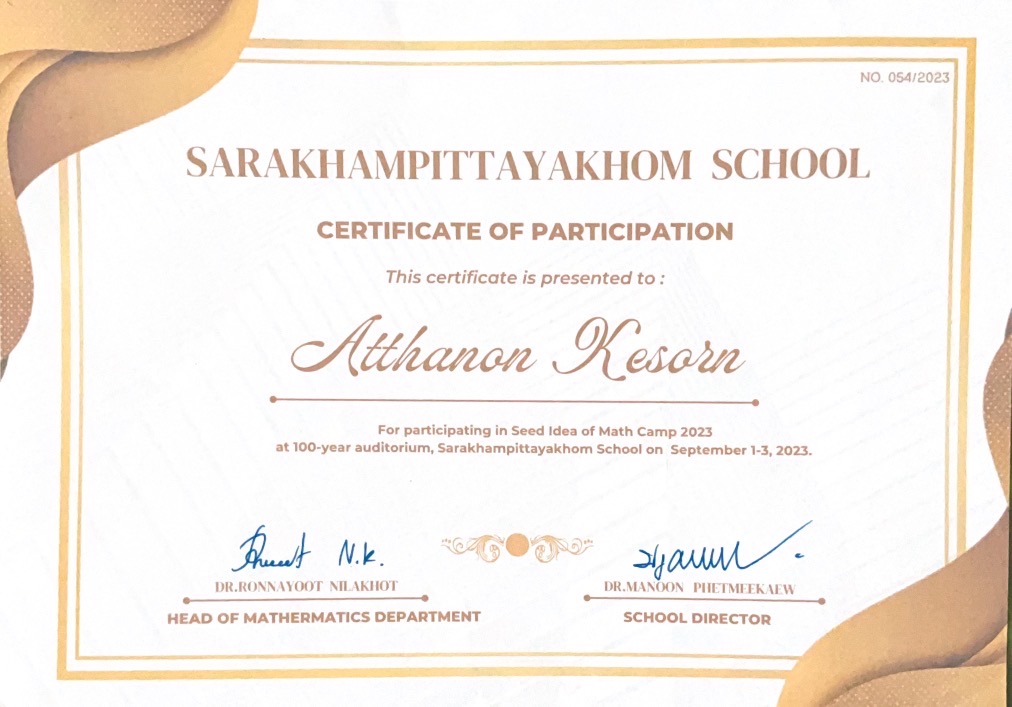 NO. 054/2023
SARAKHAMPITTAYAKHOM SCHOOL
CERTIFICATE OF PARTICIPATION
This certificate is presented to :
Atthanon Kesorn
For participating in Seed Idea of Math Camp 2023
at 100-year auditorium, Sarakhampittayakhom School on September 1-3, 2023.
N.K.
DR.RONNAYOOT NILAKHOT
HEAD OF MATHERMATICS DEPARTMENT
DR.MANOON PHETMEEKAEW
SCHOOL DIRECTOR